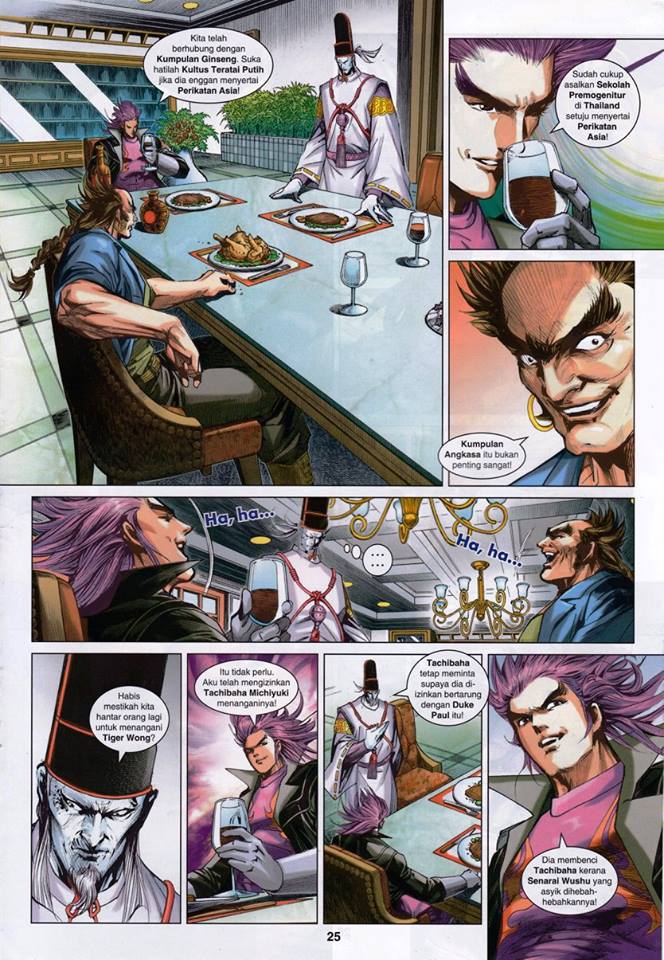 Kita telah
berhubung dengan
Kumpulan Ginseng. Suka
hatilah Kultus Teratai Putih
jika dia enggan menyertai
Perikatan Asia!
Sudah cukup
asalkan Sekolah
Premogenitur
di Thailand
setuju menyertai
Perikatan
Asia!
Kumpulan
Angkasa itu bukan
penting sangat!
Ha, ha...
...
Ha, ha...
Habis
mestikah kita
hantar orang lagi
untuk menangani
Tiger Wong?
Itu tidak perlu.
Aku telah mengizinkan
Tachibaha Michiyuki
menanganinya!
Tachibaha
tetap meminta
supaya dia di-
izinkan bertarung
dengan Duke
Paul itu!
Dia membenci
Tachibaha kerana
Senarai Wushu yang
asyik dihebah-
hebahkannya!
25